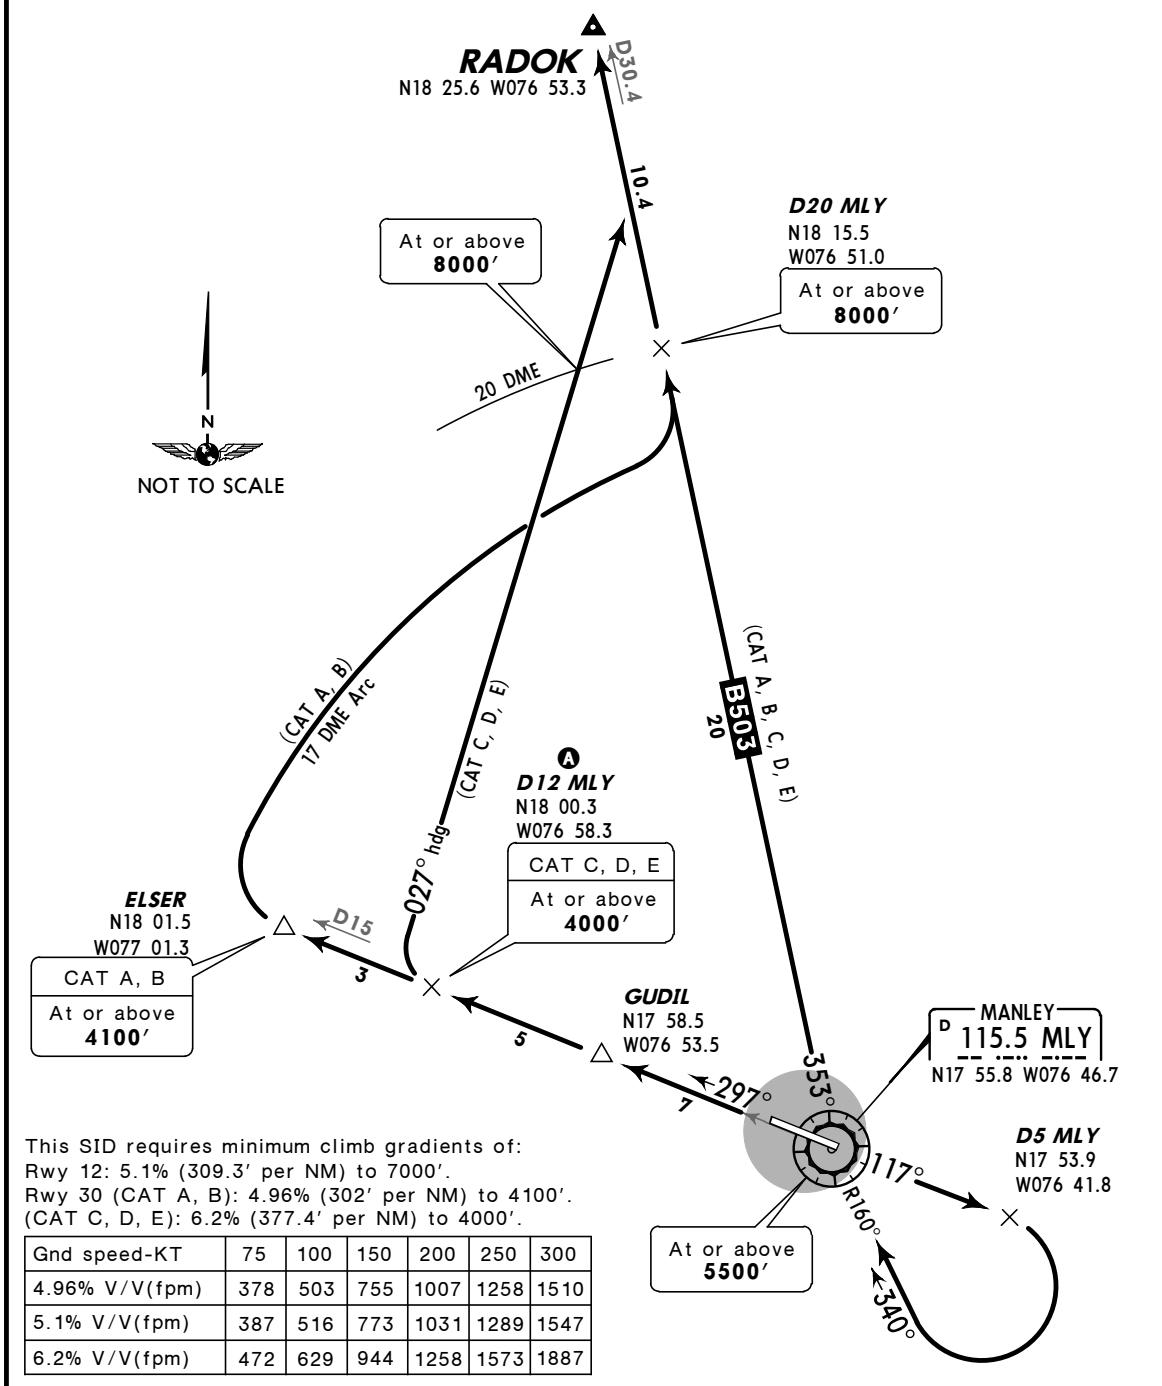 RADOK
N18 25.6 W076 53.3
D30.4
10.4
D20 MLY
N18 15.5
W076 51.0
At or above
8000′
At or above
8000′
20 DME
N
NOT TO SCALE
(CAT A, B)
17 DME Arc
(CAT C, D, E)
027° hdg
(CAT A, B, C, D, E)
B503
20
A
D12 MLY
N18 00.3
W076 58.3
CAT C, D, E
At or above
4000′
ELSER
N18 01.5
W077 01.3
CAT A, B
At or above
4100′
D15
3
5
GUDIL
N17 58.5
W076 53.5
7
297°
353°
MANLEY
D 115.5 MLY
N17 55.8 W076 46.7
D5 MLY
N17 53.9
W076 41.8
117°
R160°
340°
At or above
5500′
This SID requires minimum climb gradients of:
Rwy 12: 5.1% (309.3′ per NM) to 7000′.
Rwy 30 (CAT A, B): 4.96% (302′ per NM) to 4100′.
(CAT C, D, E): 6.2% (377.4′ per NM) to 4000′.
Gnd speed-KT 75 100 150 200 250 300
4.96% V/V(fpm) 378 503 755 1007 1258 1510
5.1% V/V(fpm) 387 516 773 1031 1289 1547
6.2% V/V(fpm) 472 629 944 1258 1573 1887